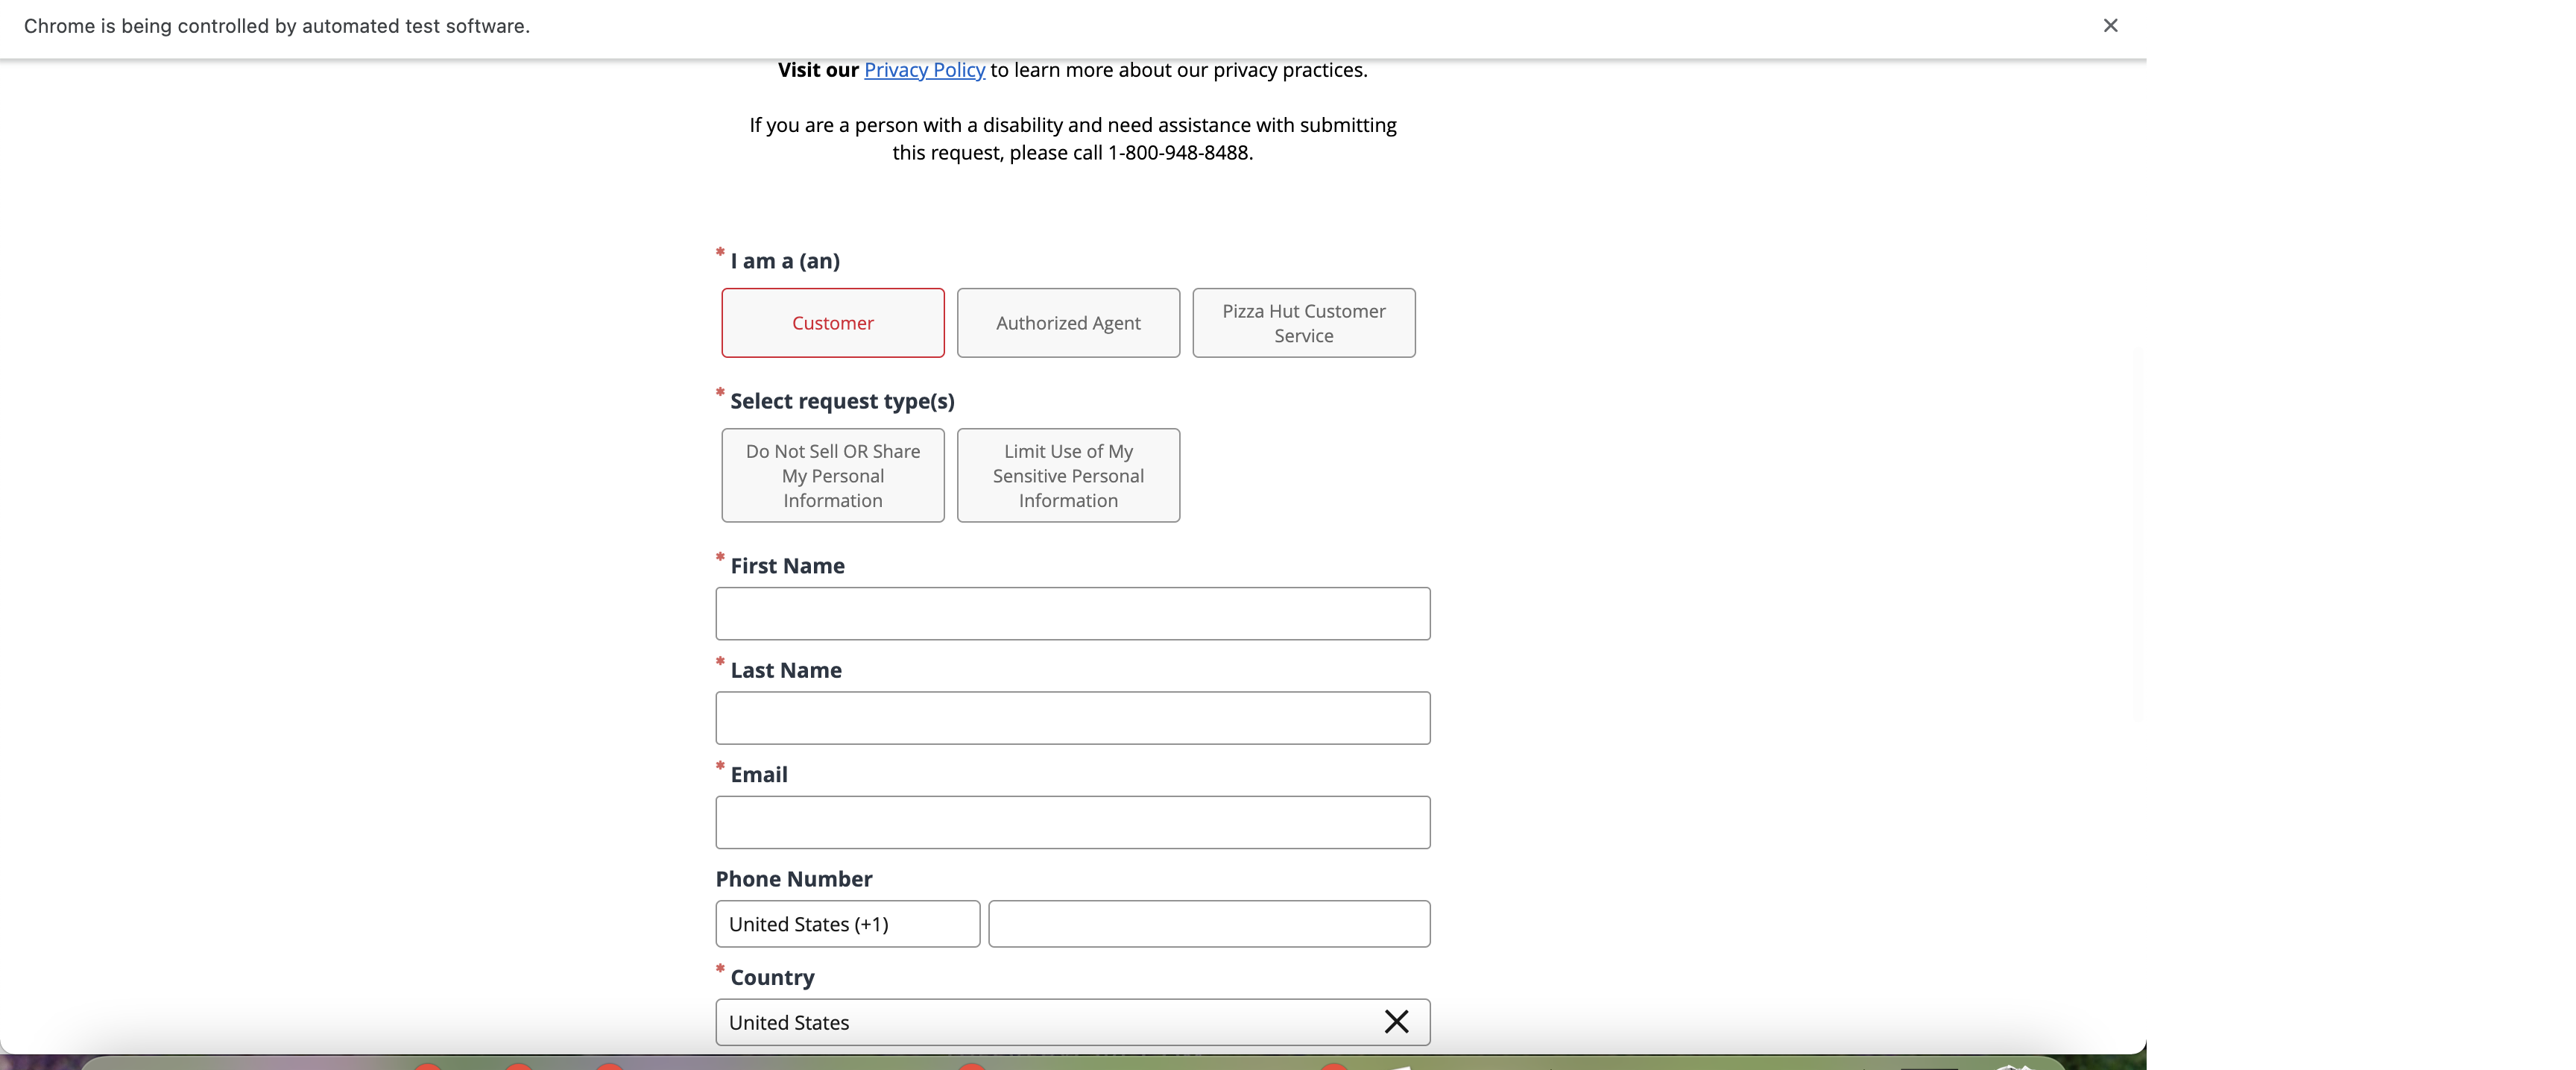 Chrome is being controlled by automated test software.
Visit our Privacy Policy to learn more about our privacy practices.
If you are a person with a disability and need assistance with submitting
this request, please call 1-800-948-8488.
* I am a (an)
Customer
Authorized Agent
Pizza Hut Customer
Service
* Select request type(s)
Do Not Sell OR Share
My Personal
Information
Limit Use of My
Sensitive Personal
Information
* First Name
* Last Name
* Email
Phone Number
United States (+1)
* Country
United States